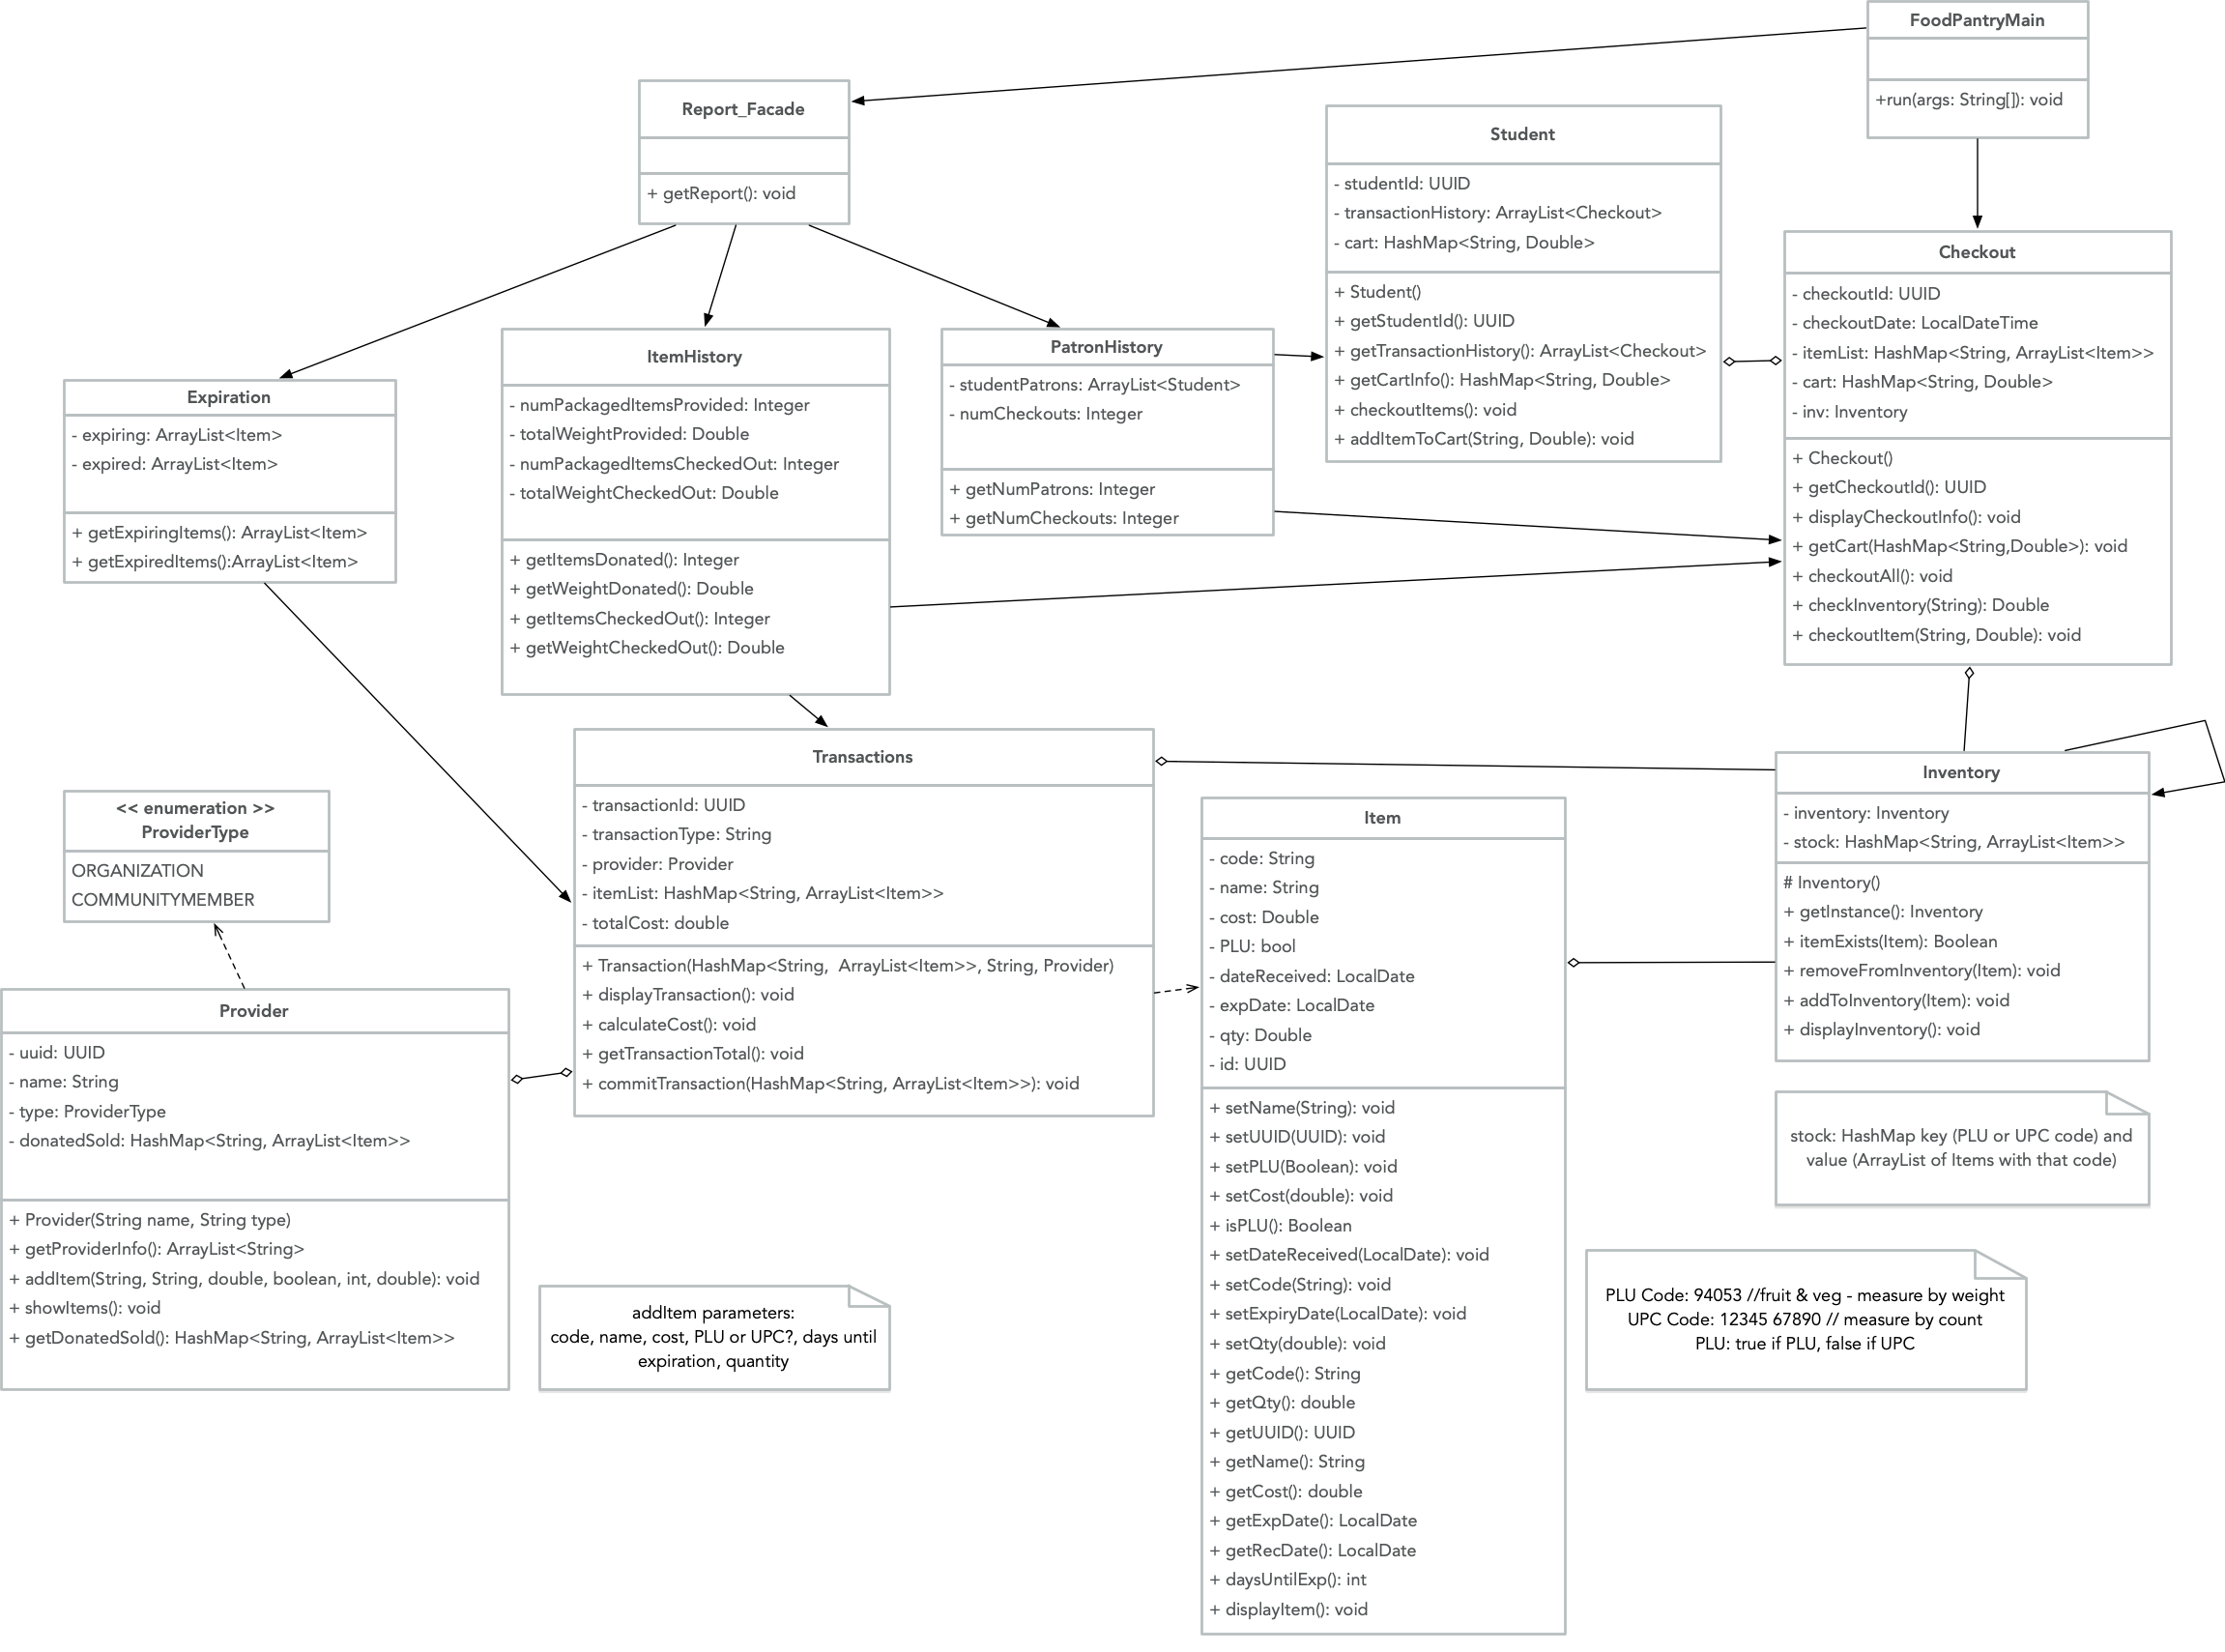 FoodPantryMain
+run(args: String[]): void
Report_Facade
+ getReport(): void
Student
- studentId: UUID
- transactionHistory: ArrayList<Checkout>
- cart: HashMap<String, Double>
+ Student()
+ getStudentId(): UUID
+ getTransactionHistory(): ArrayList<Checkout>
+ getCartInfo(): HashMap<String, Double>
+ checkoutItems(): void
+ addItemToCart(String, Double): void
Checkout
- checkoutId: UUID
- checkoutDate: LocalDateTime
- itemList: HashMap<String, ArrayList<Item>>
- cart: HashMap<String, Double>
- inv: Inventory
+ Checkout()
+ getCheckoutId(): UUID
+ displayCheckoutInfo(): void
+ getCart(HashMap<String,Double>): void
+ checkoutAll(): void
+ checkInventory(String): Double
+ checkoutItem(String, Double): void
Expiration
- expiring: ArrayList<Item>
- expired: ArrayList<Item>
+ getExpiringItems(): ArrayList<Item>
+ getExpiredItems():ArrayList<Item>
ItemHistory
- numPackagedItemsProvided: Integer
- totalWeightProvided: Double
- numPackagedItemsCheckedOut: Integer
- totalWeightCheckedOut: Double
+ getItemsDonated(): Integer
+ getWeightDonated(): Double
+ getItemsCheckedOut(): Integer
+ getWeightCheckedOut(): Double
PatronHistory
- studentPatrons: ArrayList<Student>
- numCheckouts: Integer
+ getNumPatrons: Integer
+ getNumCheckouts: Integer
<< enumeration >>
ProviderType
ORGANIZATION
COMMUNITYMEMBER
Transactions
- transactionId: UUID
- transactionType: String
- provider: Provider
- itemList: HashMap<String, ArrayList<Item>>
- totalCost: double
+ Transaction(HashMap<String,  ArrayList<Item>>, String, Provider)
+ displayTransaction(): void
+ calculateCost(): void
+ getTransactionTotal(): void
+ commitTransaction(HashMap<String, ArrayList<Item>>): void
Item
- code: String
- name: String
- cost: Double
- PLU: bool
- dateReceived: LocalDate
- expDate: LocalDate
- qty: Double
- id: UUID
+ setName(String): void
+ setUUID(UUID): void
+ setPLU(Boolean): void
+ setCost(double): void
+ isPLU(): Boolean
+ setDateReceived(LocalDate): void
+ setCode(String): void
+ setExpiryDate(LocalDate): void
+ setQty(double): void
+ getCode(): String
+ getQty(): double
+ getUUID(): UUID
+ getName(): String
+ getCost(): double
+ getExpDate(): LocalDate
+ getRecDate(): LocalDate
+ daysUntilExp(): int
+ displayItem(): void
Inventory
- inventory: Inventory
- stock: HashMap<String, ArrayList<Item>>
# Inventory()
+ getInstance(): Inventory
+ itemExists(Item): Boolean
+ removeFromInventory(Item): void
+ addToInventory(Item): void
+ displayInventory(): void
Provider
- uuid: UUID
- name: String
- type: ProviderType
- donatedSold: HashMap<String, ArrayList<Item>>
+ Provider(String name, String type)
+ getProviderInfo(): ArrayList<String>
+ addItem(String, String, double, boolean, int, double): void
+ showItems(): void
+ getDonatedSold(): HashMap<String, ArrayList<Item>>
stock: HashMap key (PLU or UPC code) and
value (ArrayList of Items with that code)
addItem parameters:
code, name, cost, PLU or UPC?, days until
expiration, quantity
PLU Code: 94053 //fruit & veg - measure by weight
UPC Code: 12345 67890 // measure by count
PLU: true if PLU, false if UPC